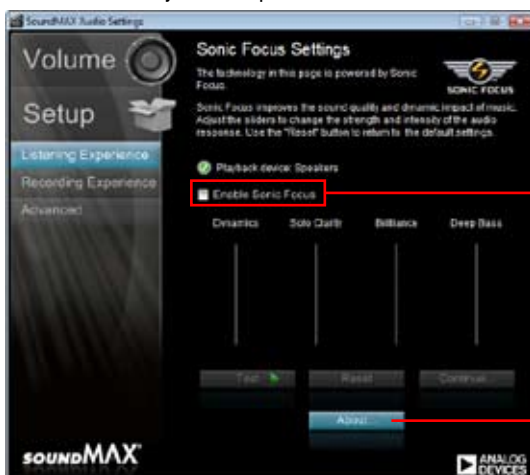 SoundMAX Audio Settings
Volume
Setup
Listening Experience
Recording Experience
Advanced
Sonic Focus Settings
The technology in this page is powered by Sonic
Focus.
SONIC FOCUS
Sonic Focus improves the sound quality and dynamic impact of music.
Adjust the sliders to change the strength and intensity of the audio
response. Use the "Reset" button to return to the default settings.
Playback device: Speakers
Enable Sonic Focus
Dynamics Solo Clarity Brilliance Deep Bass
Test Reset Continue...
About...
SOUNDMAX
ANALOG
DEVICES